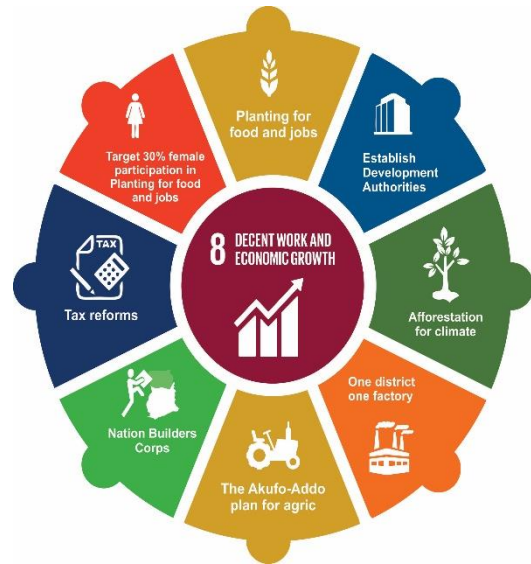 Planting for
food and jobs
Establish
Development
Authorities
Afforestation
for climate
One district
one factory
The Akufo-Addo
plan for agric
Nation Builders
Corps
TAX
Tax reforms
Target 30% female
participation in
Planting for food
and jobs
8 DECENT WORK AND
ECONOMIC GROWTH